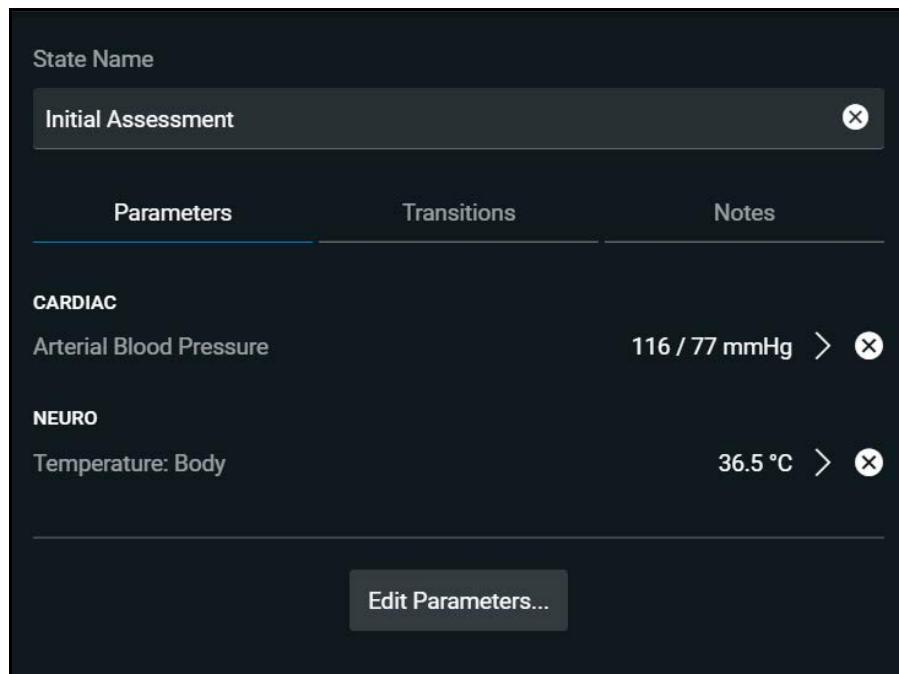 State Name
Initial Assessment
Parameters Transitions Notes
CARDIAC
Arterial Blood Pressure 116 / 77 mmHg
NEURO
Temperature: Body 36.5 °C
Edit Parameters...